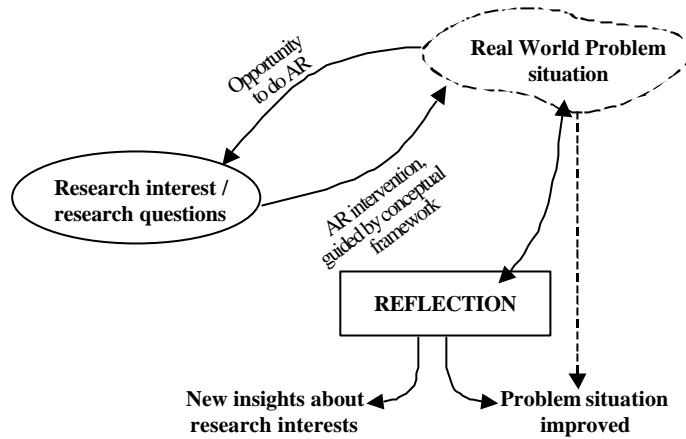 Real World Problem
situation
Opportunity
to do AR
Research interest /
research questions
AR intervention,
guided by conceptual
framework
REFLECTION
New insights about
research interests
Problem situation
improved